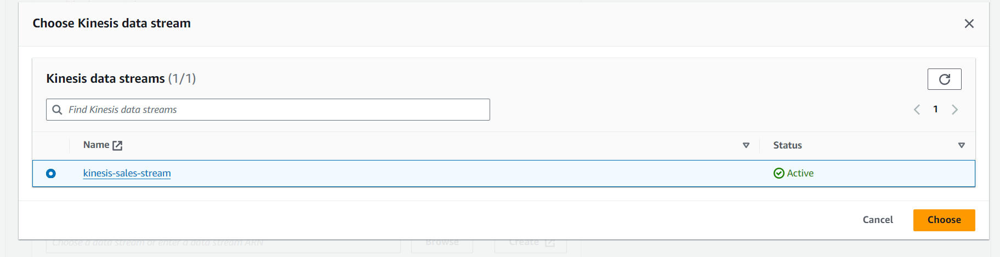 Choose Kinesis data stream
Kinesis data streams (1/1)
Find Kinesis data streams
1
Name
Status
kinesis-sales-stream
Active
Cancel
Choose
Choose a data stream or enter a data stream ARN
Browse
Create